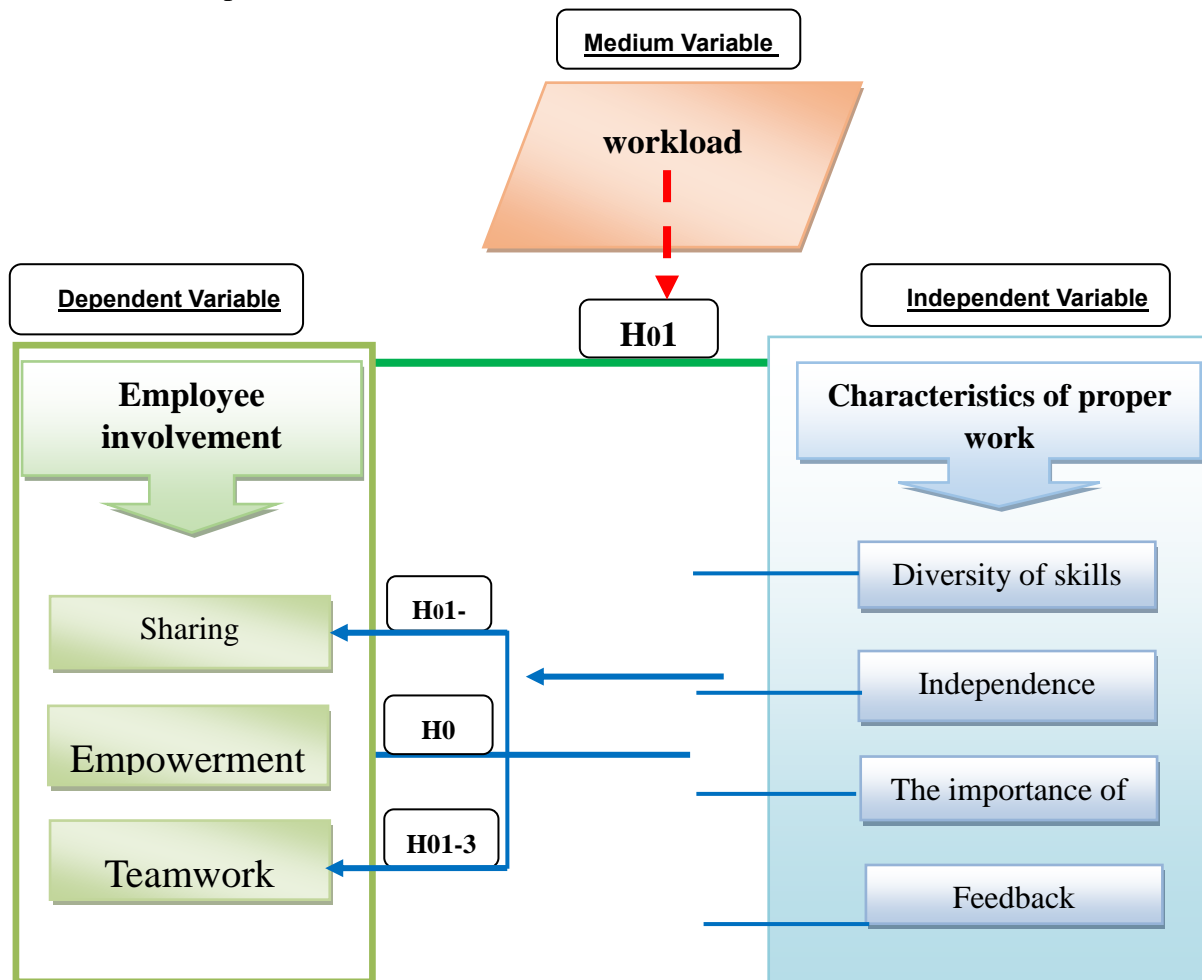 Medium Variable
workload
Dependent Variable
Independent Variable
H01
Employee
involvement
Characteristics of proper
work
Diversity of skills
H01-
Sharing
Independence
H0
Empowerment
The importance of
H01-3
Teamwork
Feedback